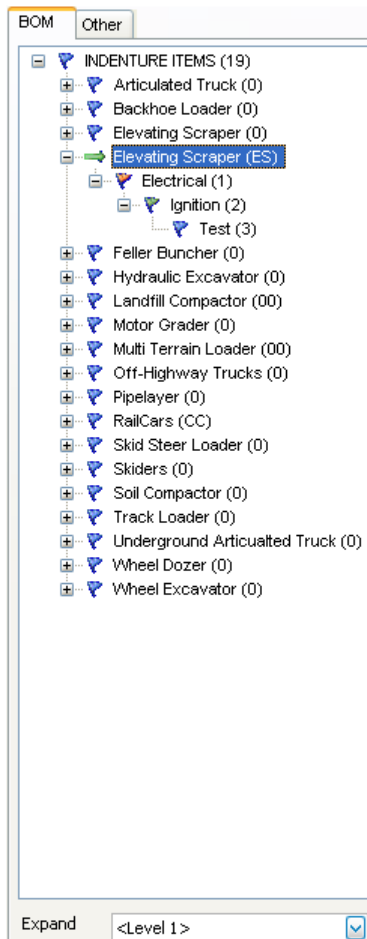 BOM
Other
INDENTURE ITEMS (19)
Articulated Truck (0)
Backhoe Loader (0)
Elevating Scraper (0)
Elevating Scraper (ES)
Electrical (1)
Ignition (2)
Test (3)
Feller Buncher (0)
Hydraulic Excavator (0)
Landfill Compactor (00)
Motor Grader (0)
Multi Terrain Loader (00)
Off-Highway Trucks (0)
Pipelayer (0)
RailCars (CC)
Skid Steer Loader (0)
Skiders (0)
Soil Compactor (0)
Track Loader (0)
Underground Articualted Truck (0)
Wheel Dozer (0)
Wheel Excavator (0)
Expand <Level 1>